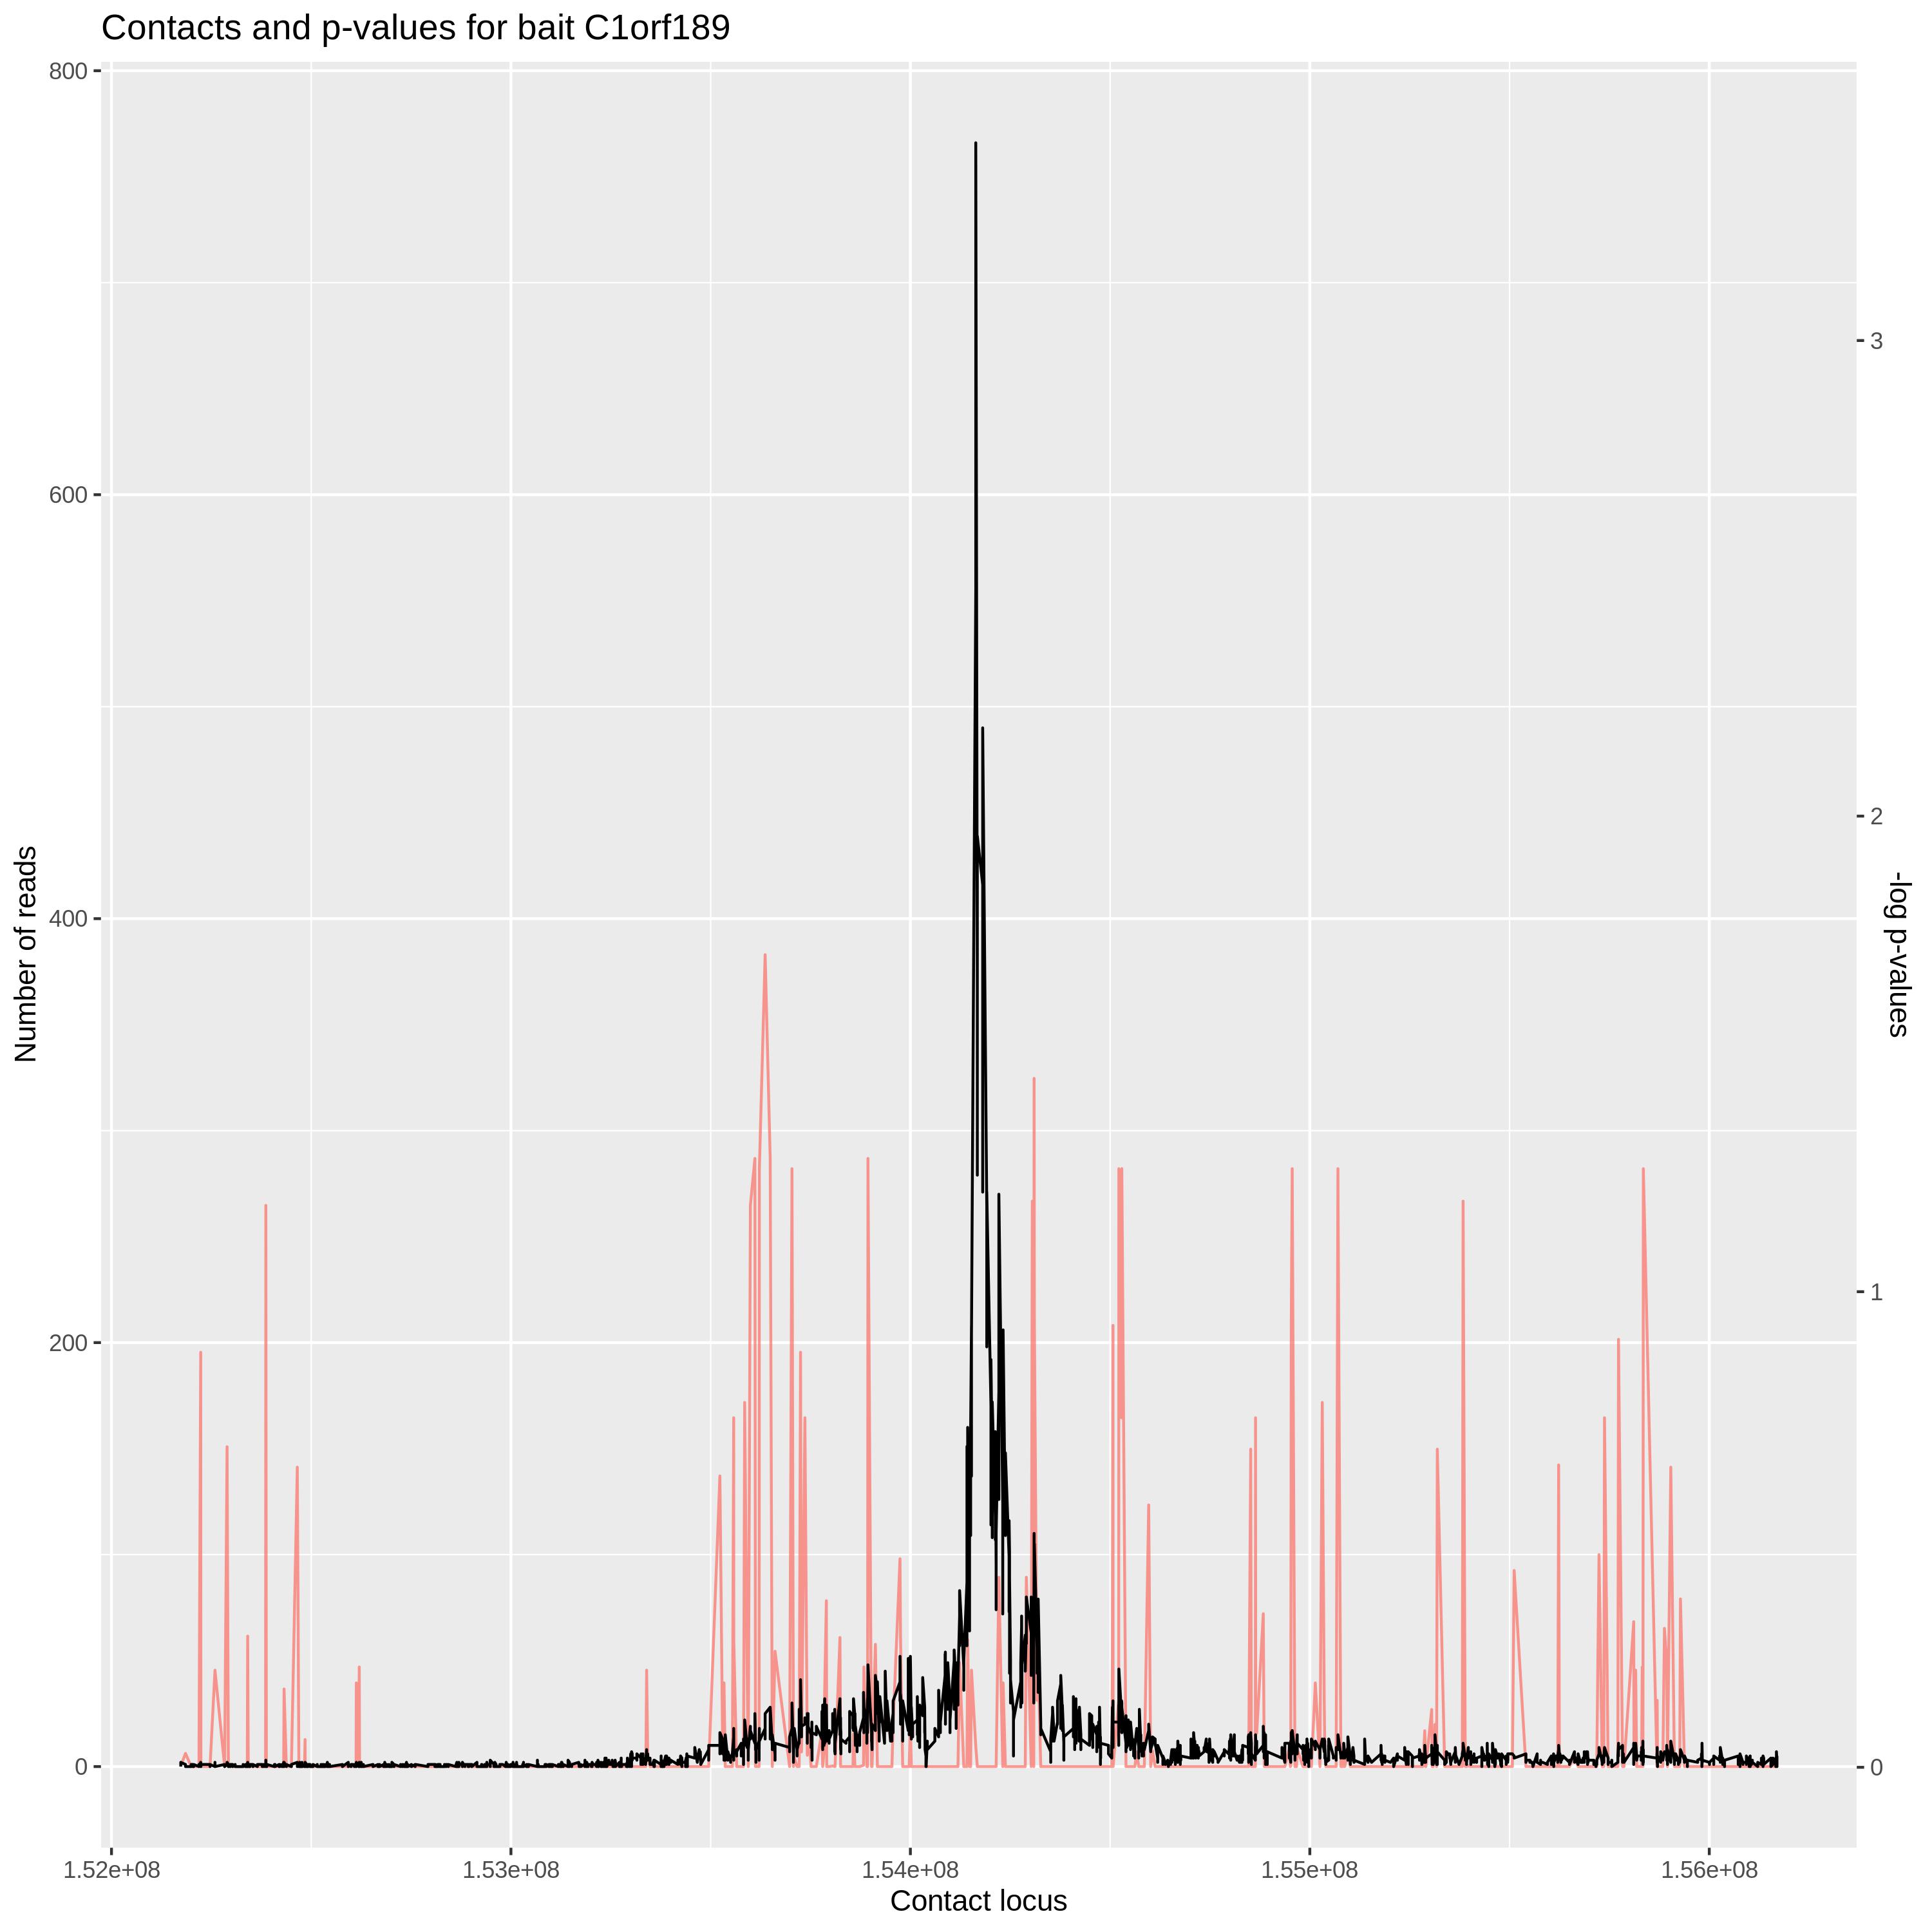 Contacts and p-values for bait C1orf189
800
600
400
200
0
Number of reads
3
2
1
0
-log p-values
1.52e+08 1.53e+08 1.54e+08 1.55e+08 1.56e+08
Contact locus